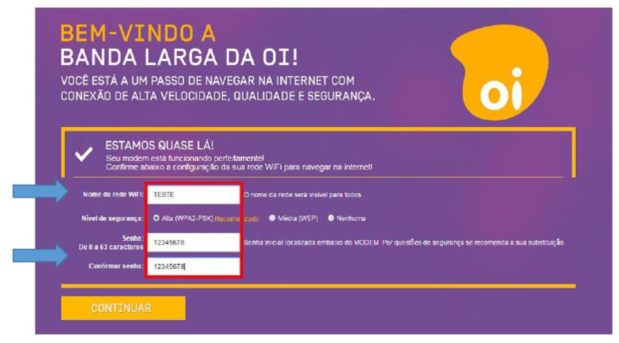 BEM-VINDO A
BANDA LARGA DA OI!
VOCÊ ESTÁ A UM PASSO DE NAVEGAR NA INTERNET COM
CONEXÃO DE ALTA VELOCIDADE, QUALIDADE E SEGURANÇA.
oi
ESTAMOS QUASE LÁ!
Seu modem está funcionando perfeitamente!
Confirme abaixo a configuração da sua rede WiFi para navegar na internet!
Nome da rede WiFi: TESTE O nome da rede será visível para todos.
Nível de segurança: Alta (WPA2-PSK) Recomendado Média (WEP) Nenhuma
Senha:
De 8 a 63 caracteres 12345678 Senha inicial localizada embaixo do MODEM. Por questões de segurança se recomenda a sua substituição.
Confirmar senha: 12345678
CONTINUAR